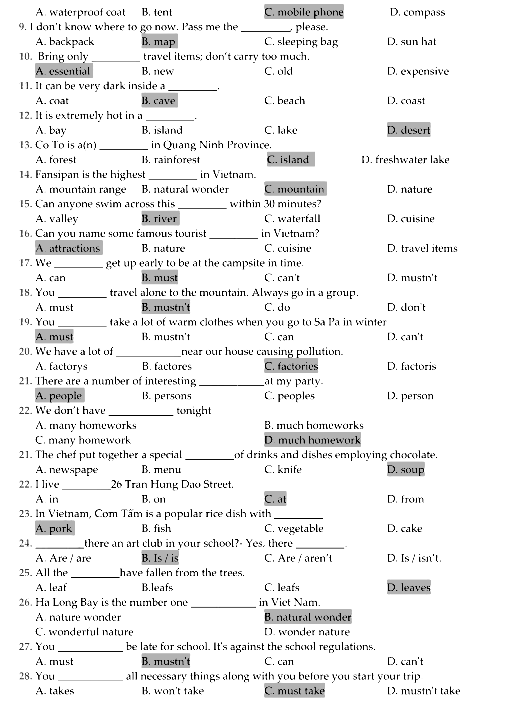 A. waterproof coat B. tent C. mobile phone D. compass
9. I don't know where to go now. Pass me the ________, please.
A. backpack B. map C. sleeping bag D. sun hat
10. Bring only ________ travel items; don't carry too much.
A. essential B. new C. old D. expensive
11. It can be very dark inside a ________.
A. coat B. cave C. beach D. coast
12. It is extremely hot in a ________.
A. bay B. island C. lake D. desert
13. Co To is a(n) ________ in Quang Ninh Province.
A. forest B. rainforest C. island D. freshwater lake
14. Fansipan is the highest ________ in Vietnam.
A mountain range B. natural wonder C. mountain D. nature
15. Can anyone swim across this ________ within 30 minutes?
A. valley B. river C. waterfall D. cuisine
16. Can you name some famous tourist ________ in Vietnam?
A. attractions B. nature C. cuisine D. travel items
17. We ________ get up early to be at the campsite in time.
A. can B. must C. can't D. mustn't
18. You ________ travel alone to the mountain. Always go in a group.
A. must B. mustn't C. do D. don't
19. You ________ take a lot of warm clothes when you go to Sa Pa in winter
A. must B. mustn't C. can D. can't
20. We have a lot of ___________near our house causing pollution.
A. factorys B. factores C. factories D. factoris
21. There are a number of interesting ___________at my party.
A. people B. persons C. peoples D. person
22. We don't have ___________ tonight
A. many homeworks B. much homeworks
C. many homework D. much homework
21. The chef put together a special ________of drinks and dishes employing chocolate.
A. newspape B. menu C. knife D. soup
22. I live ________26 Tran Hung Dao Street.
A. in B. on C. at D. from
23. In Vietnam, Com Tấm is a popular rice dish with ________
A. pork B. fish C. vegetable D. cake
24. ________there an art club in your school?- Yes, there ________.
A. Are / are B. Is / is C. Are / aren't D. Is / isn't.
25. All the ________have fallen from the trees.
A. leaf B.leafs C. leafs D. leaves
26. Ha Long Bay is the number one ___________ in Viet Nam.
A. nature wonder B. natural wonder
C. wonderful nature D. wonder nature
27. You ___________ be late for school. It's against the school regulations.
A. must B. mustn't C. can D. can't
28. You ___________ all necessary things along with you before you start your trip
A. takes B. won't take C. must take D. mustn't take